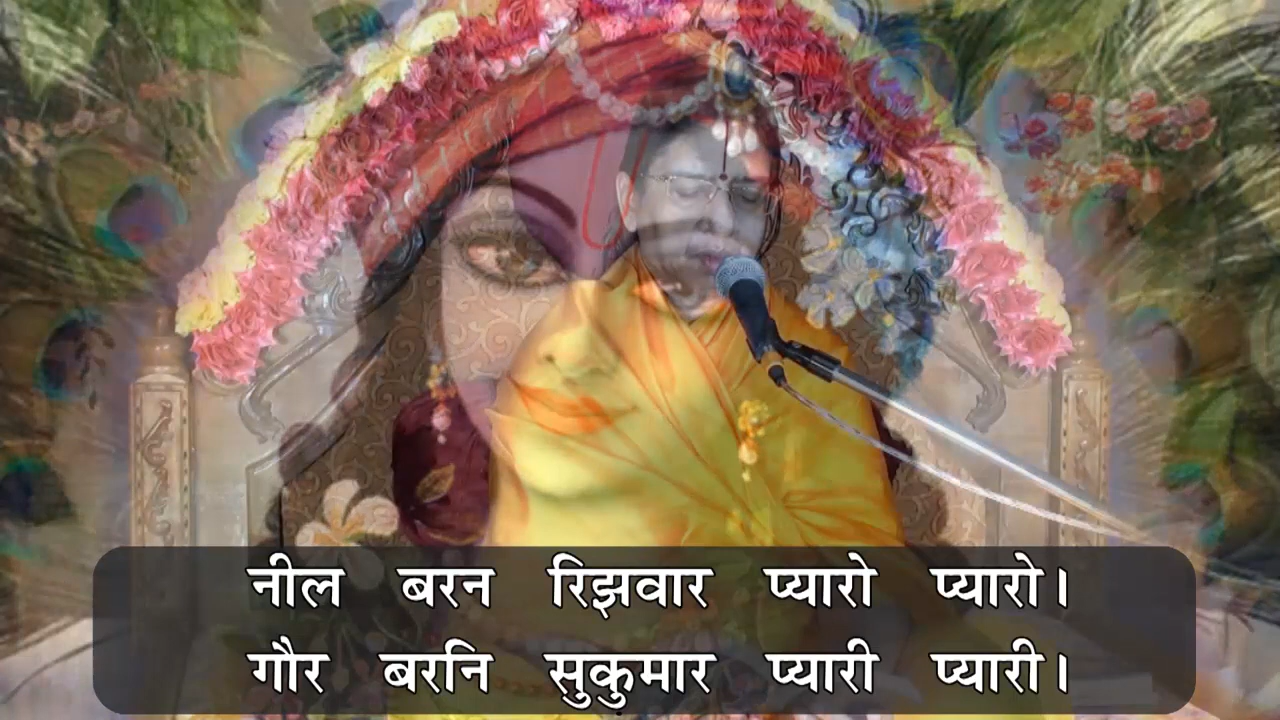 नील बरन रिझवार प्यारो प्यारो।
गौर बरनि सुकुमार प्यारी प्यारी।